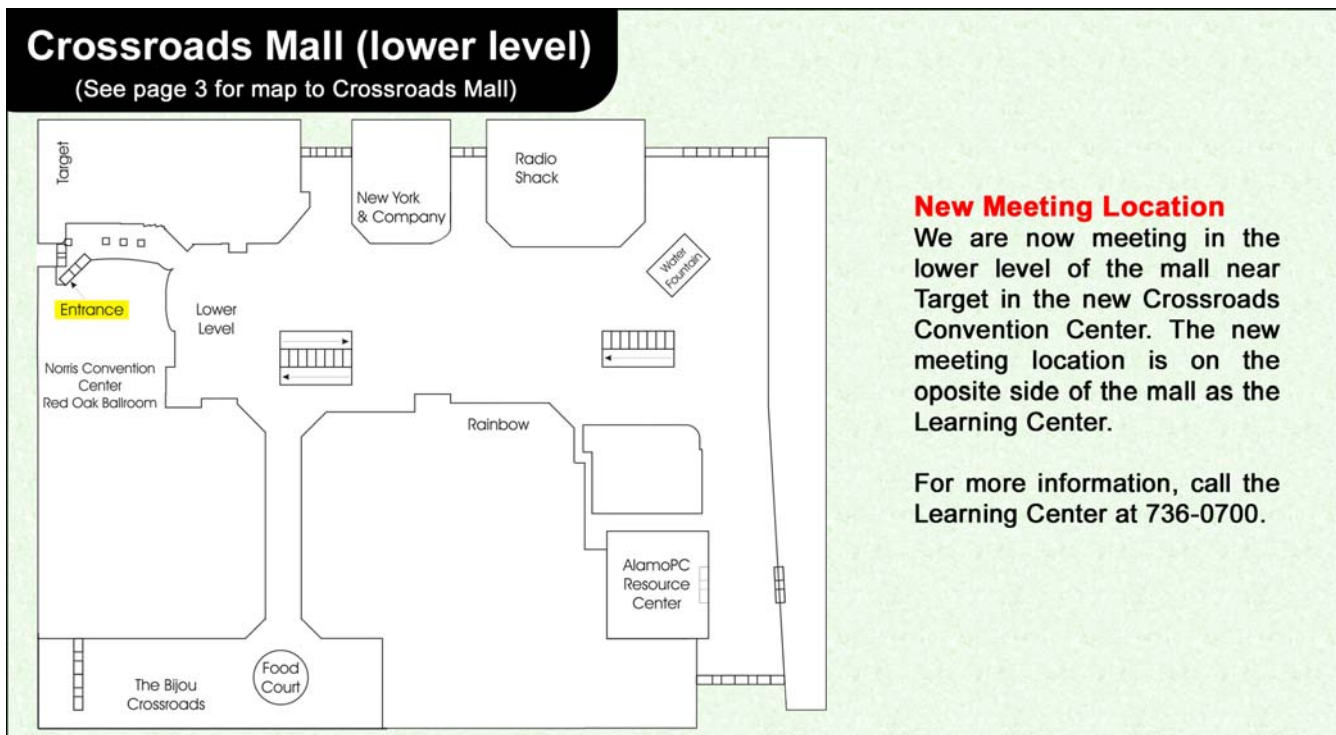 Crossroads Mall (lower level)
(See page 3 for map to Crossroads Mall)
Target
New York
& Company
Radio
Shack
Water
Fountain
Entrance
Lower
Level
Norris Convention
Center
Red Oak Ballroom
Rainbow
AlamoPC
Resource
Center
Food
Court
The Bijou
Crossroads
New Meeting Location
We are now meeting in the
lower level of the mall near
Target in the new Crossroads
Convention Center. The new
meeting location is on the
oposite side of the mall as the
Learning Center.
For more information, call the
Learning Center at 736-0700.